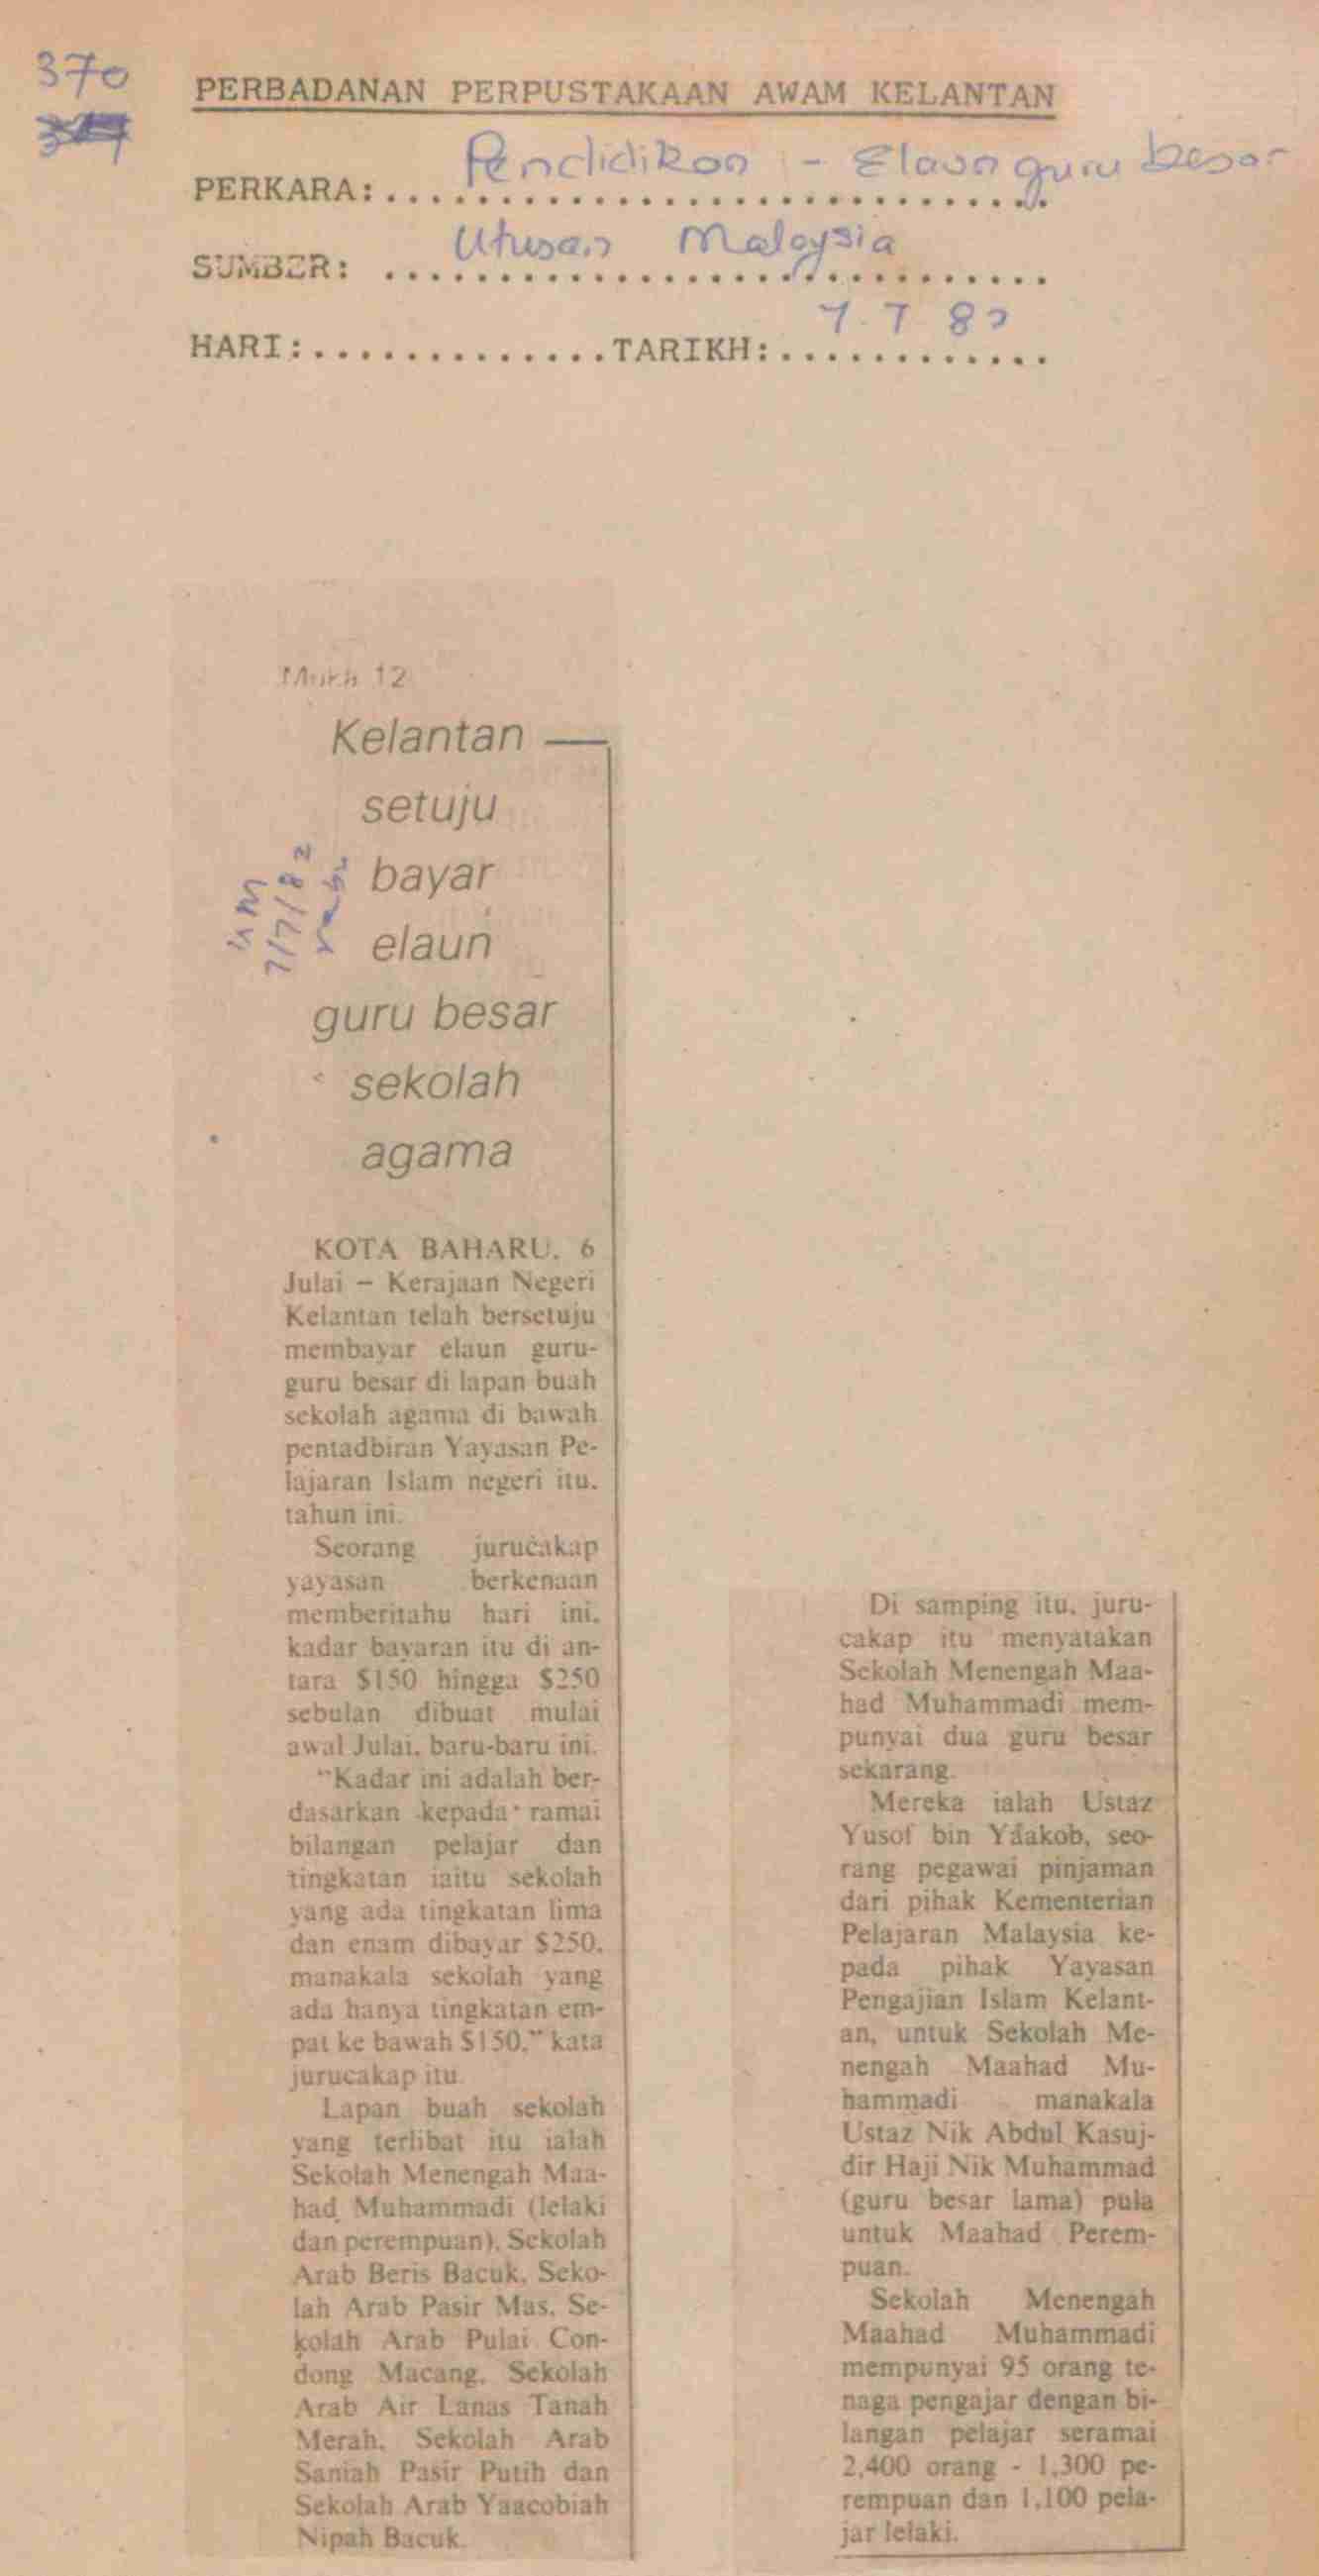 370
PERBADANAN PERPUSTAKAAN AWAM KELANTAN
PERKARA: Pendidikan - Elaun guru besar
SUMBER: Utusan Malaysia
HARI:.............TARIKH: 7.7.82
Muka 12
Kelantan —
setuju
bayar
elaun
guru besar
sekolah
agama
UM
7/7/82
rabu
KOTA BAHARU, 6
Julai — Kerajaan Negeri
Kelantan telah bersetuju
membayar elaun guru-
guru besar di lapan buah
sekolah agama di bawah
pentadbiran Yayasan Pe-
lajaran Islam negeri itu,
tahun ini.
Seorang jurucakap
yayasan berkenaan
memberitahu hari ini,
kadar bayaran itu di an-
tara $150 hingga $250
sebulan dibuat mulai
awal Julai, baru-baru ini.
"Kadar ini adalah ber-
dasarkan kepada ramai
bilangan pelajar dan
tingkatan iaitu sekolah
yang ada tingkatan lima
dan enam dibayar $250,
manakala sekolah yang
ada hanya tingkatan em-
pat ke bawah $150," kata
jurucakap itu.
Lapan buah sekolah
yang terlibat itu ialah
Sekolah Menengah Maa-
had Muhammadi (lelaki
dan perempuan), Sekolah
Arab Beris Bacuk, Seko-
lah Arab Pasir Mas, Se-
kolah Arab Pulai Con-
dong Macang, Sekolah
Arab Air Lanas Tanah
Merah, Sekolah Arab
Saniah Pasir Putih dan
Sekolah Arab Yaacobiah
Nipah Bacuk.
Di samping itu, juru-
cakap itu menyatakan
Sekolah Menengah Maa-
had Muhammadi mem-
punyai dua guru besar
sekarang.
Mereka ialah Ustaz
Yusof bin Yaakob, seo-
rang pegawai pinjaman
dari pihak Kementerian
Pelajaran Malaysia ke-
pada pihak Yayasan
Pengajian Islam Kelant-
an, untuk Sekolah Me-
nengah Maahad Mu-
hammadi manakala
Ustaz Nik Abdul Kasuj-
dir Haji Nik Muhammad
(guru besar lama) pula
untuk Maahad Perem-
puan.
Sekolah Menengah
Maahad Muhammadi
mempunyai 95 orang te-
naga pengajar dengan bi-
langan pelajar seramai
2,400 orang - 1,300 pe-
rempuan dan 1,100 pela-
jar lelaki.